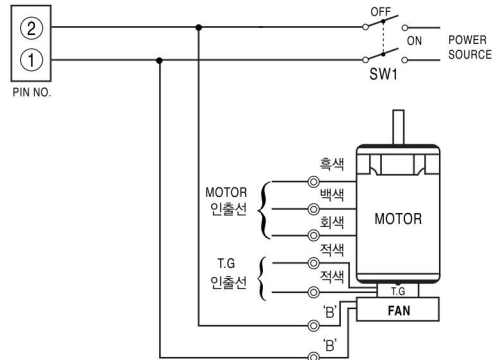 ②
①
PIN NO.
OFF
ON
POWER
SOURCE
SW1
MOTOR
인출선
흑색
백색
회색
T.G
인출선
적색
적색
'B'
'B'
MOTOR
T.G
FAN